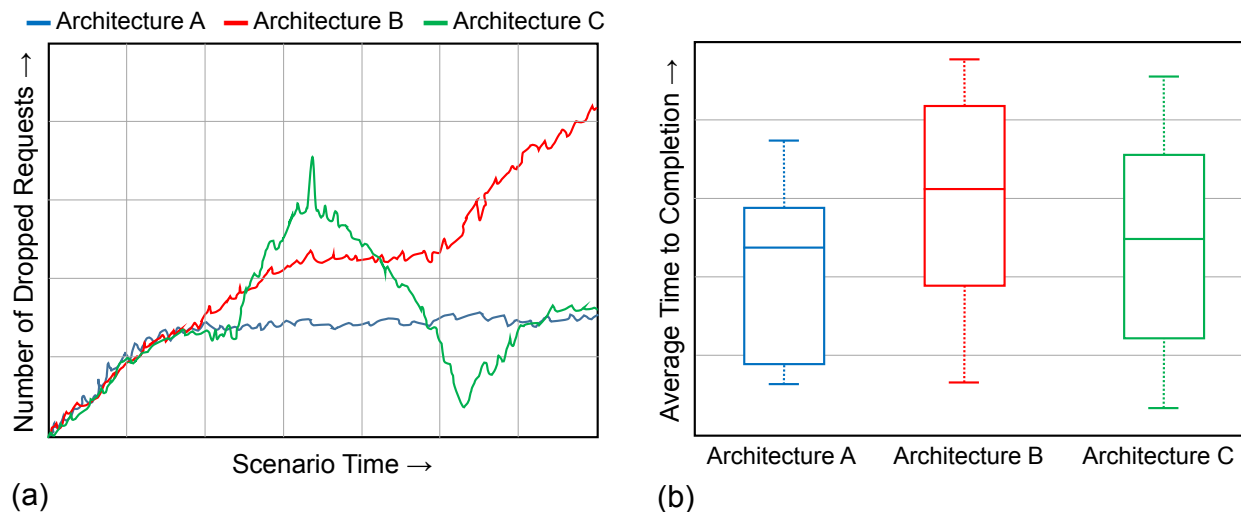 Architecture A Architecture B Architecture C
Number of Dropped Requests →
Scenario Time →
(a)
Average Time to Completion →
Architecture A Architecture B Architecture C
(b)